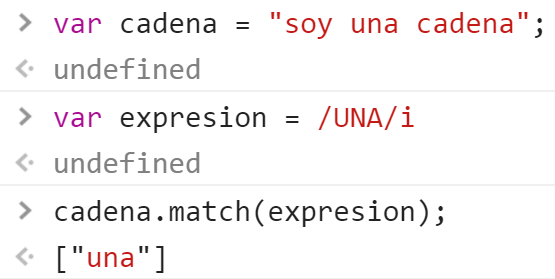 > var cadena = "soy una cadena";
< undefined
> var expresion = /UNA/i
< undefined
> cadena.match(expresion);
< ["una"]